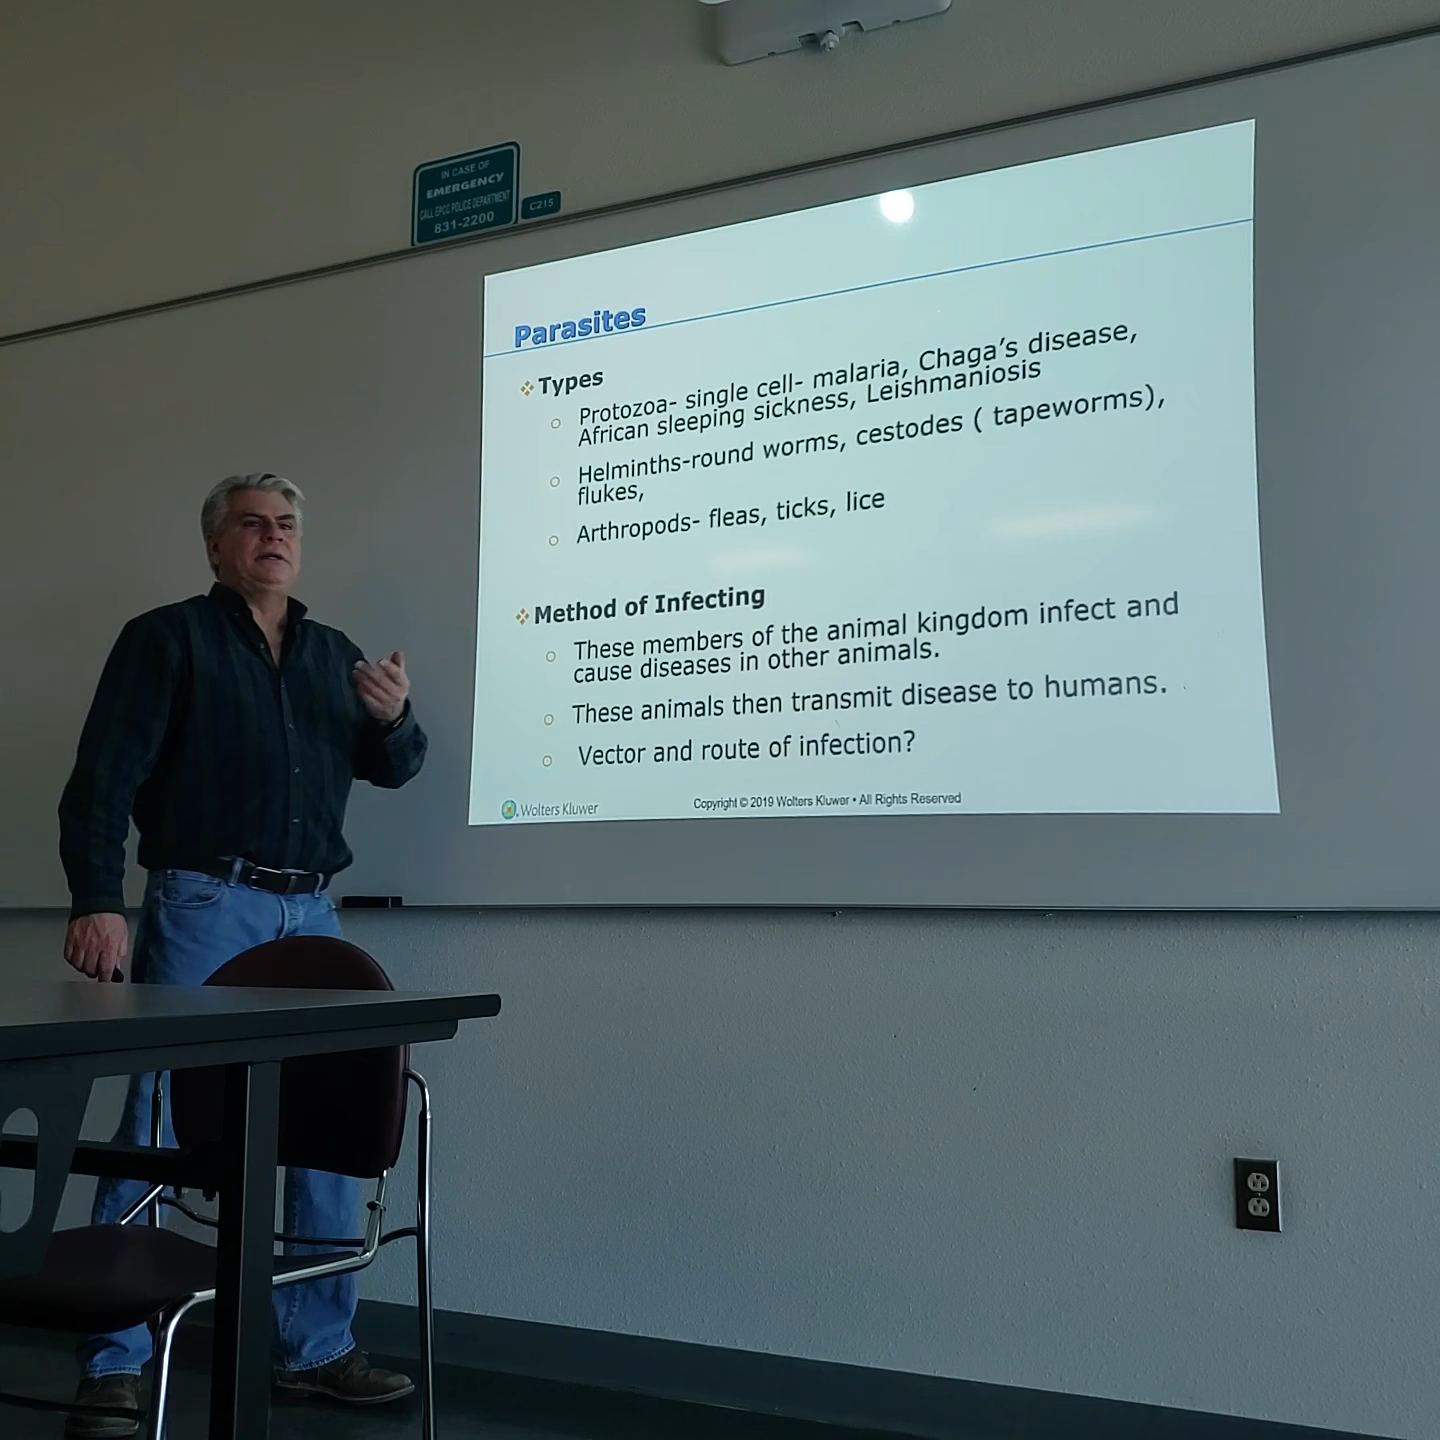 IN CASE OF
EMERGENCY
CALL EPCC POLICE DEPARTMENT
831-2200
C215
Parasites
Types
Protozoa- single cell- malaria, Chaga's disease,
African sleeping sickness, Leishmaniosis
Helminths-round worms, cestodes ( tapeworms),
flukes,
Arthropods- fleas, ticks, lice
Method of Infecting
These members of the animal kingdom infect and
cause diseases in other animals.
These animals then transmit disease to humans.
Vector and route of infection?
Wolters Kluwer
Copyright © 2019 Wolters Kluwer • All Rights Reserved